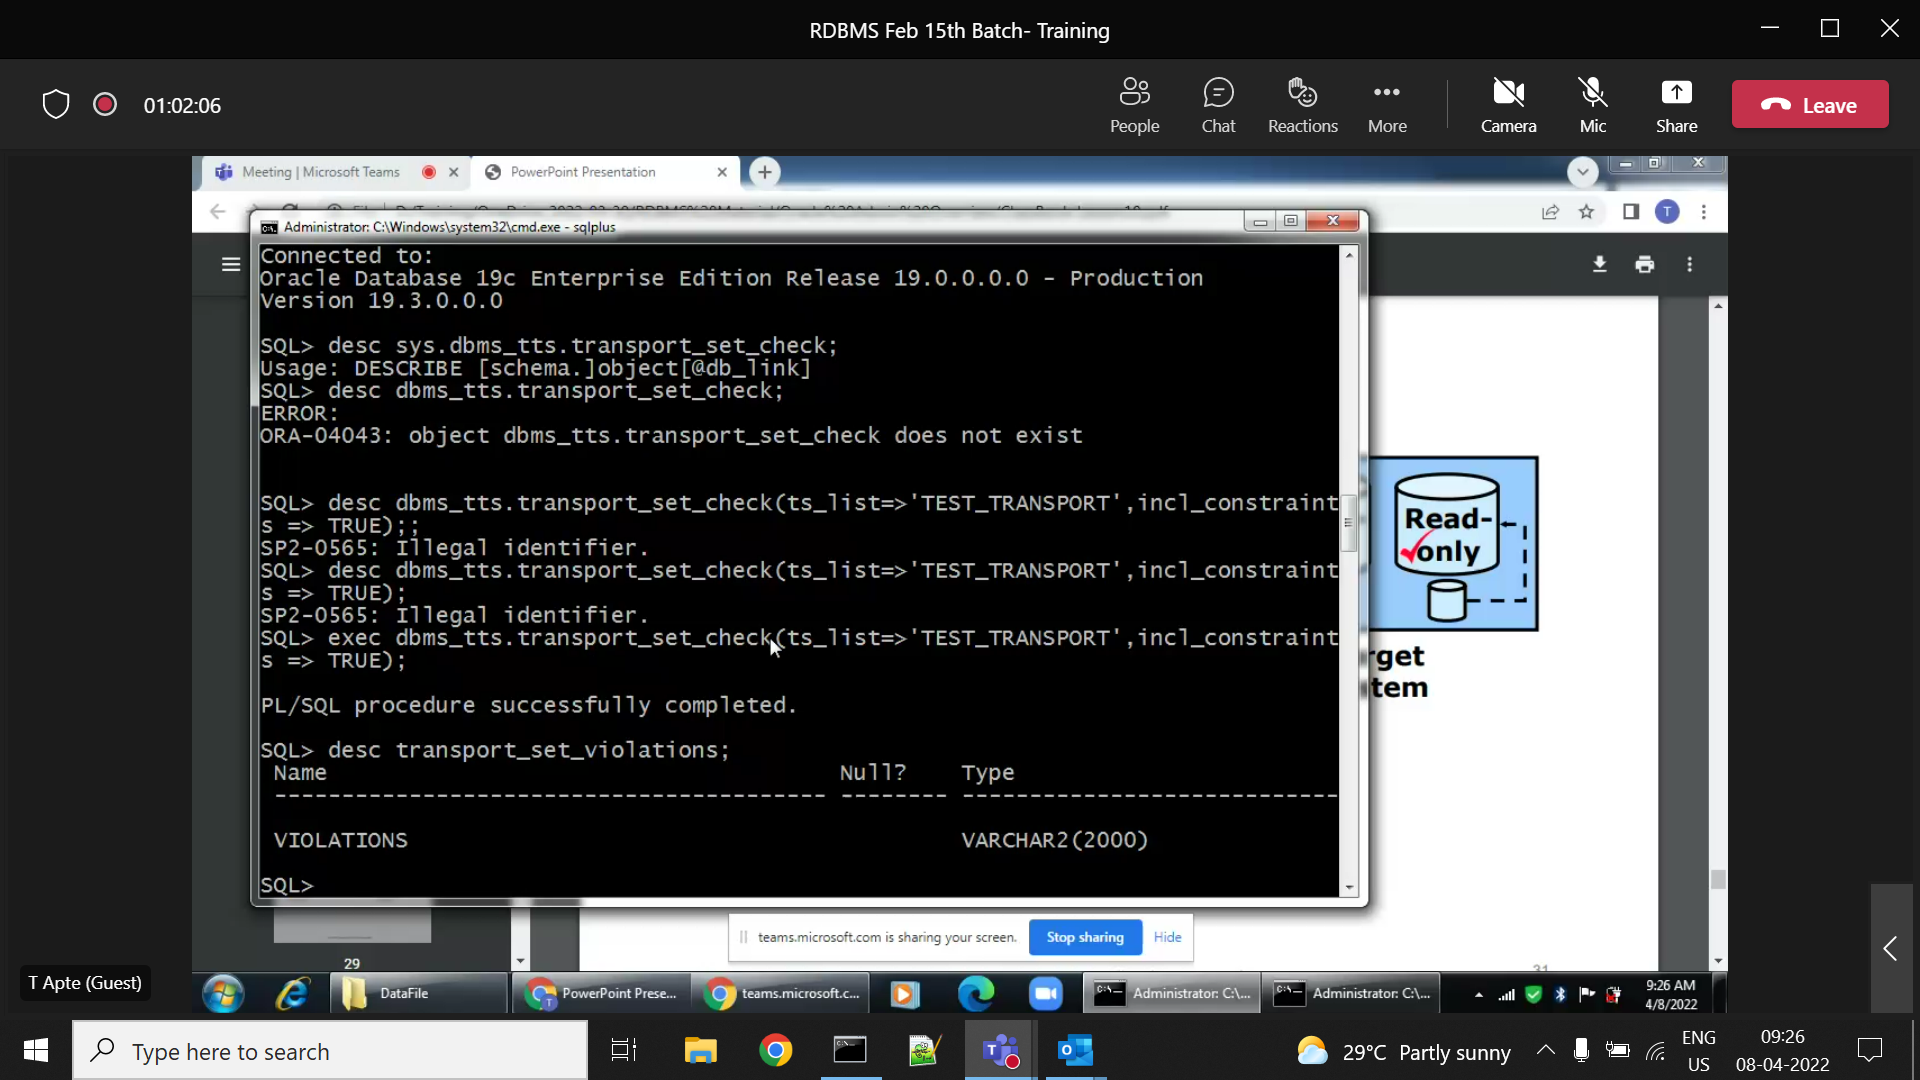 RDBMS Feb 15th Batch- Training
01:02:06
People
Chat
Reactions
More
Camera
Mic
Share
Leave
Meeting | Microsoft Teams
PowerPoint Presentation
T
Administrator: C:\Windows\system32\cmd.exe - sqlplus
Connected to:
Oracle Database 19c Enterprise Edition Release 19.0.0.0.0 - Production
Version 19.3.0.0.0
SQL> desc sys.dbms_tts.transport_set_check;
Usage: DESCRIBE [schema.]object[@db_link]
SQL> desc dbms_tts.transport_set_check;
ERROR:
ORA-04043: object dbms_tts.transport_set_check does not exist
SQL> desc dbms_tts.transport_set_check(ts_list=>'TEST_TRANSPORT',incl_constraint
s => TRUE);;
SP2-0565: Illegal identifier.
SQL> desc dbms_tts.transport_set_check(ts_list=>'TEST_TRANSPORT',incl_constraint
s => TRUE);
SP2-0565: Illegal identifier.
SQL> exec dbms_tts.transport_set_check(ts_list=>'TEST_TRANSPORT',incl_constraint
s => TRUE);
PL/SQL procedure successfully completed.
SQL> desc transport_set_violations;
Name Null? Type
----------------------------------------- -------- ----------------------------
VIOLATIONS VARCHAR2(2000)
SQL>
Read-
only
rget
tem
teams.microsoft.com is sharing your screen.
Stop sharing
Hide
29
31
T Apte (Guest)
DataFile
PowerPoint Prese...
teams.microsoft.c...
Administrator: C:\...
Administrator: C:\...
9:26 AM
4/8/2022
Type here to search
29°C Partly sunny
ENG
US
09:26
08-04-2022